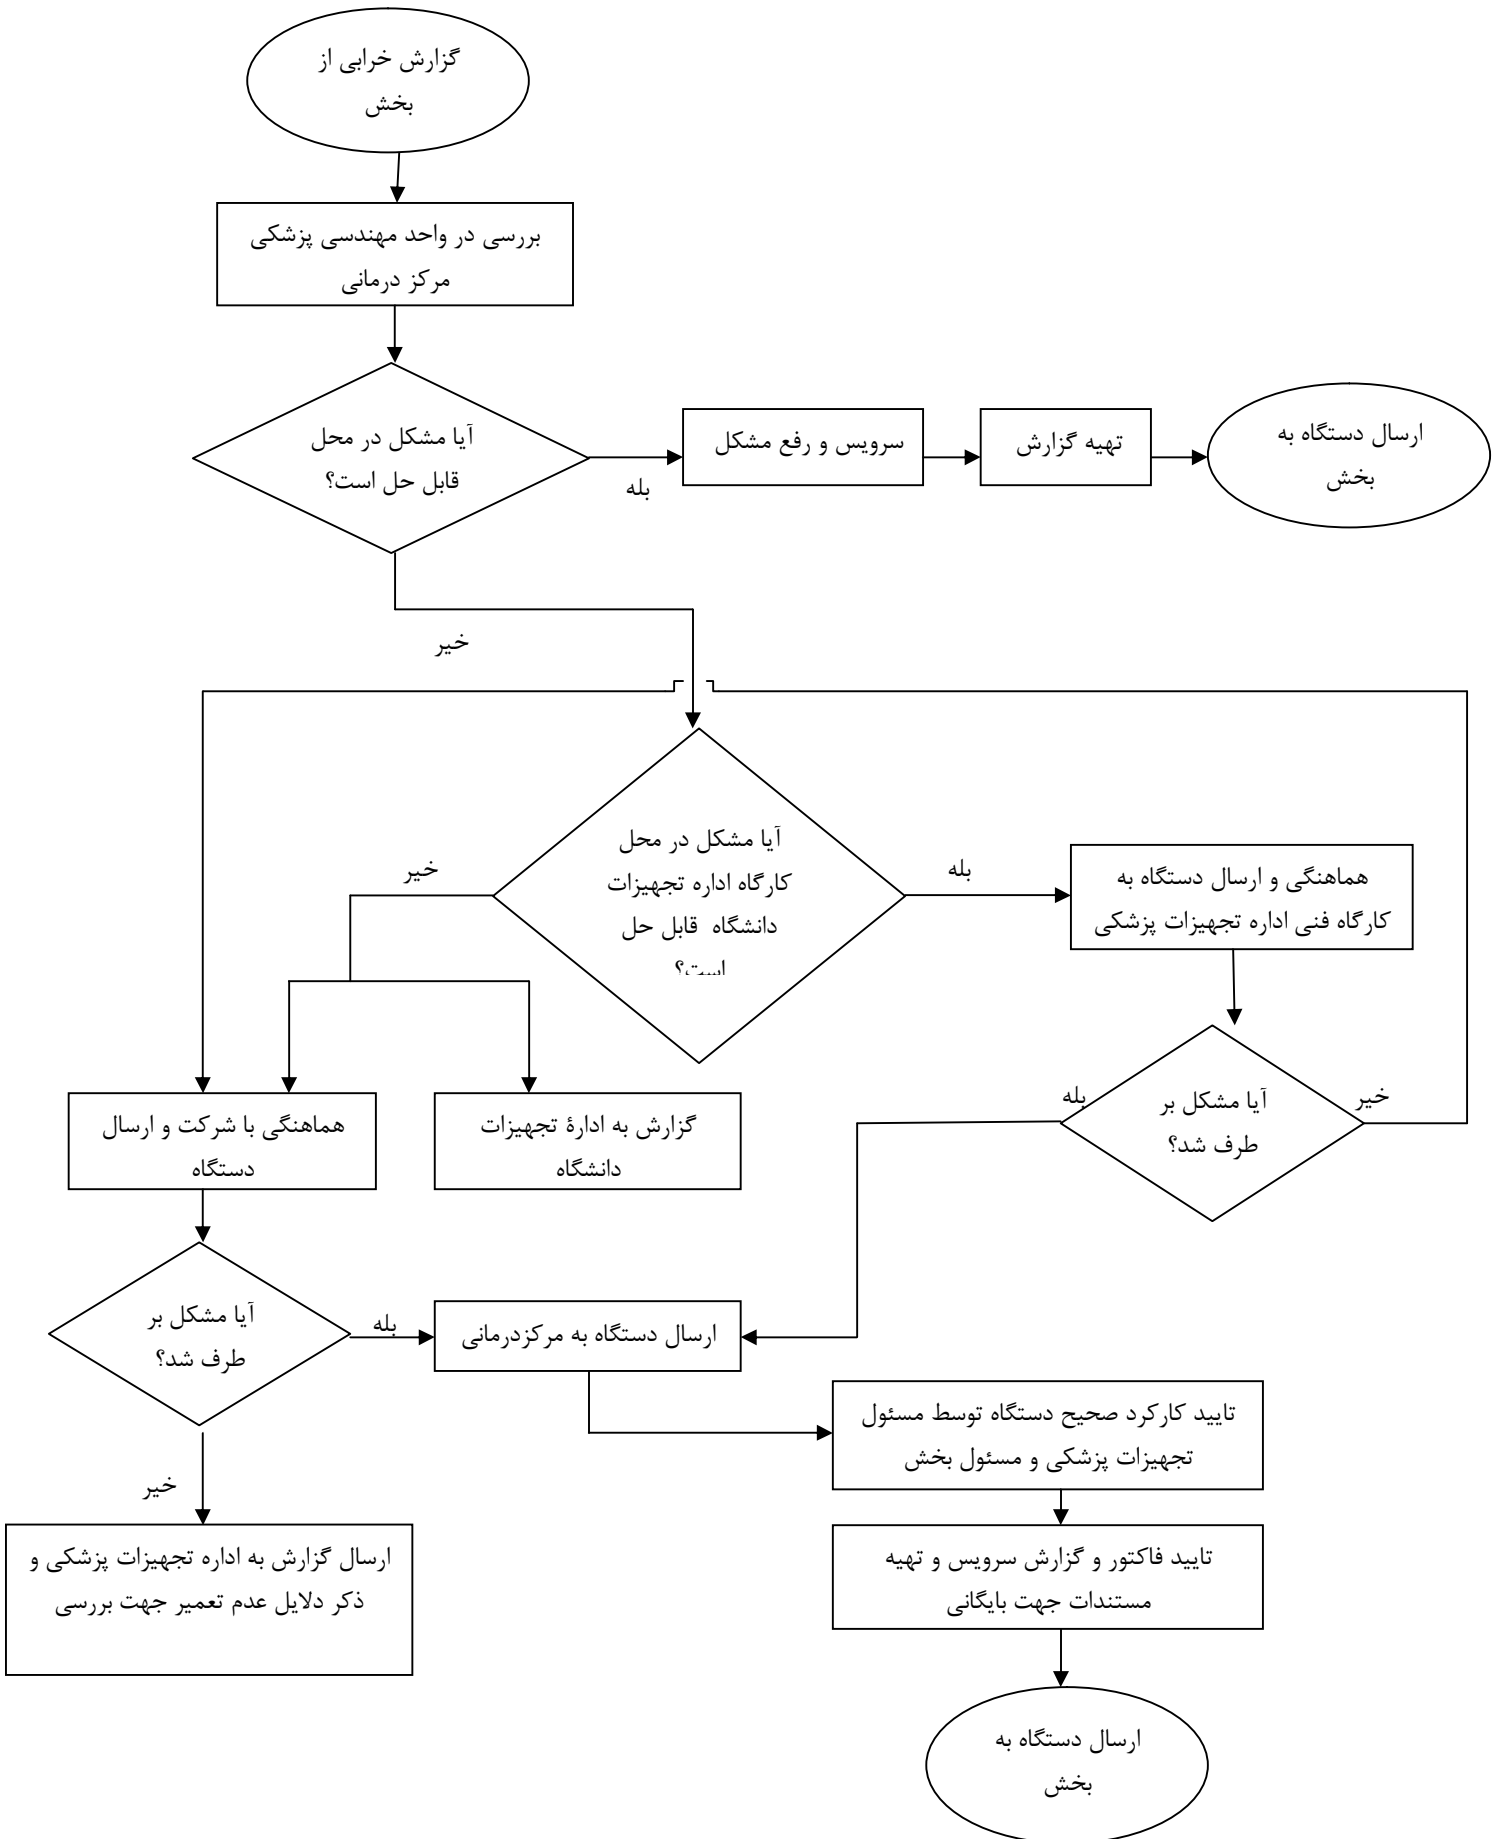 گزارش خرابی از
بخش
بررسی در واحد مهندسی پزشکی
مرکز درمانی
آیا مشکل در محل
قابل حل است؟
بله
سرویس و رفع مشکل
تهیه گزارش
ارسال دستگاه به
بخش
خیر
آیا مشکل در محل
کارگاه اداره تجهیزات
دانشگاه قابل حل
است؟
خیر
بله
هماهنگی و ارسال دستگاه به
کارگاه فنی اداره تجهیزات پزشکی
آیا مشکل بر
طرف شد؟
بله
خیر
هماهنگی با شرکت و ارسال
دستگاه
گزارش به ادارۀ تجهیزات
دانشگاه
آیا مشکل بر
طرف شد؟
بله
ارسال دستگاه به مرکزدرمانی
خیر
تایید کارکرد صحیح دستگاه توسط مسئول
تجهیزات پزشکی و مسئول بخش
ارسال گزارش به اداره تجهیزات پزشکی و
ذکر دلایل عدم تعمیر جهت بررسی
تایید فاکتور و گزارش سرویس و تهیه
مستندات جهت بایگانی
ارسال دستگاه به
بخش